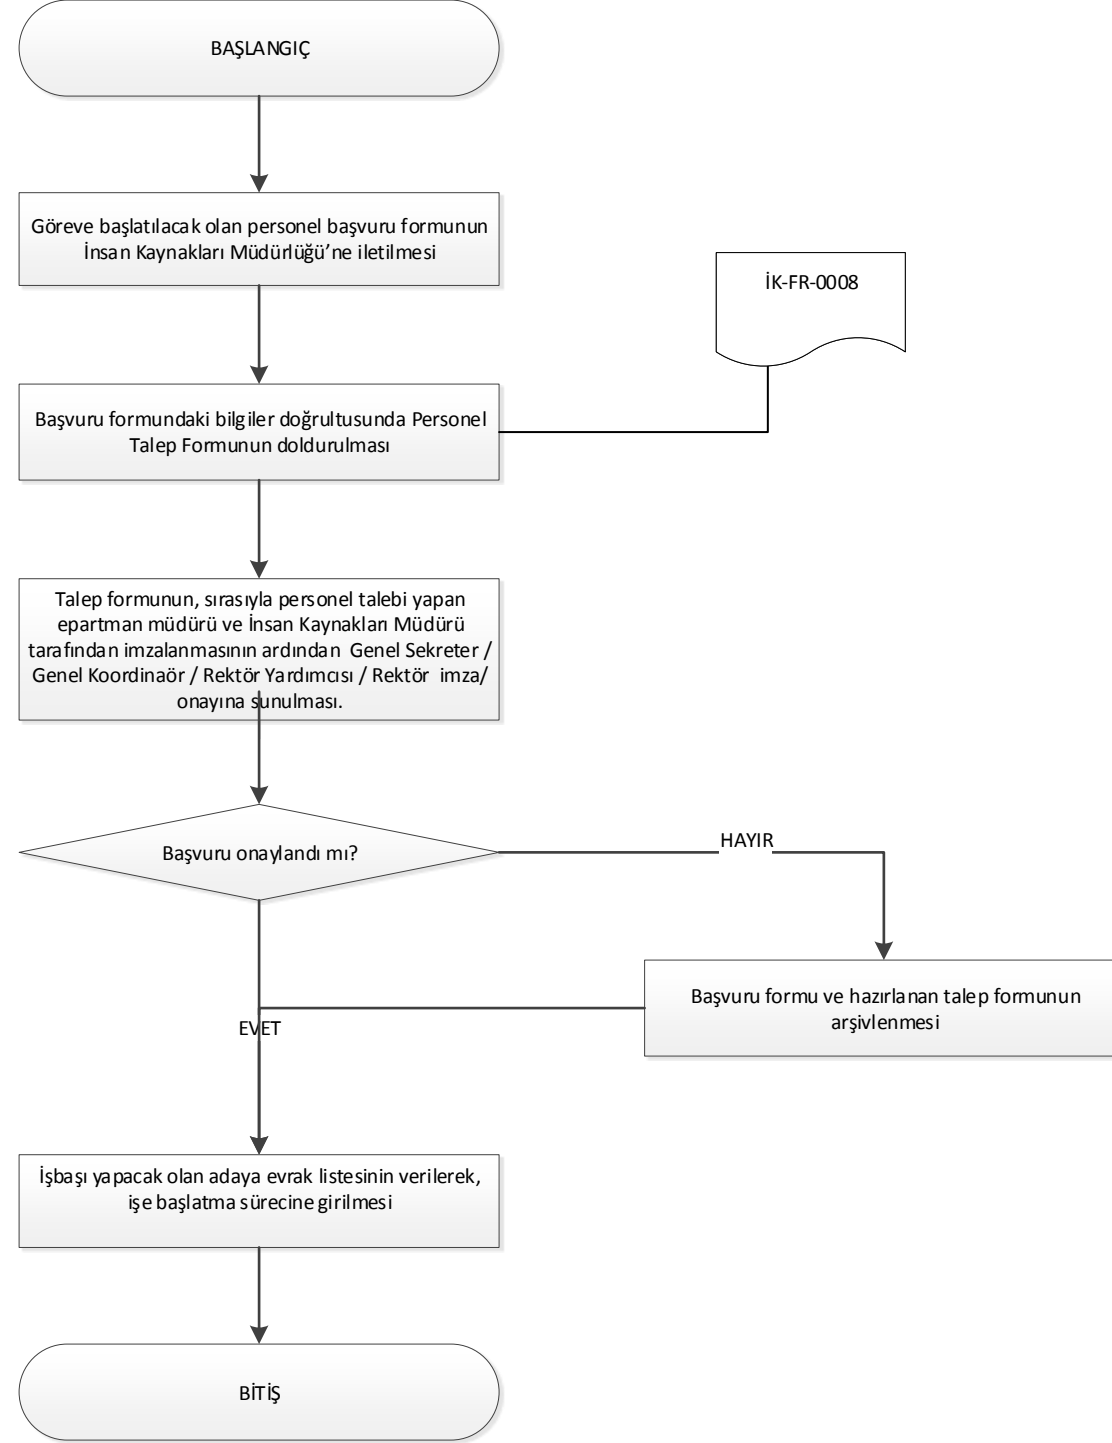 BAŞLANGIÇ
Göreve başlatılacak olan personel başvuru formunun
İnsan Kaynakları Müdürlüğü’ne iletilmesi
İK-FR-0008
Başvuru formundaki bilgiler doğrultusunda Personel
Talep Formunun doldurulması
Talep formunun, sırasıyla personel talebi yapan
epartman müdürü ve İnsan Kaynakları Müdürü
tarafından imzalanmasının ardından Genel Sekreter /
Genel Koordinaör / Rektör Yardımcısı / Rektör imza/
onayına sunulması.
Başvuru onaylandı mı?
HAYIR
Başvuru formu ve hazırlanan talep formunun
arşivlenmesi
EVET
İşbaşı yapacak olan adaya evrak listesinin verilerek,
işe başlatma sürecine girilmesi
BİTİŞ